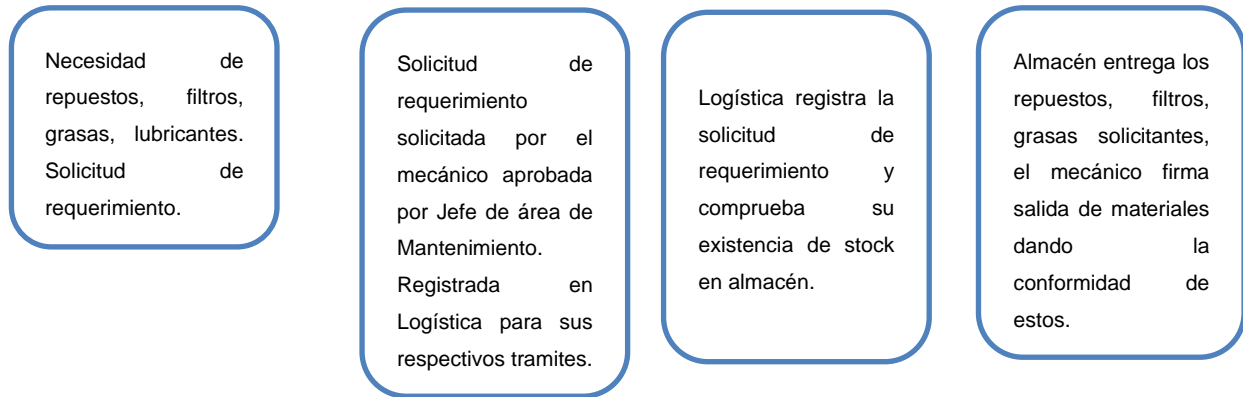 Necesidad de
repuestos, filtros,
grasas, lubricantes.
Solicitud de
requerimiento.
Solicitud de
requerimiento
solicitada por el
mecánico aprobada
por Jefe de área de
Mantenimiento.
Registrada en
Logística para sus
respectivos tramites.
Logística registra la
solicitud de
requerimiento y
comprueba su
existencia de stock
en almacén.
Almacén entrega los
repuestos, filtros,
grasas solicitantes,
el mecánico firma
salida de materiales
dando la
conformidad de
estos.